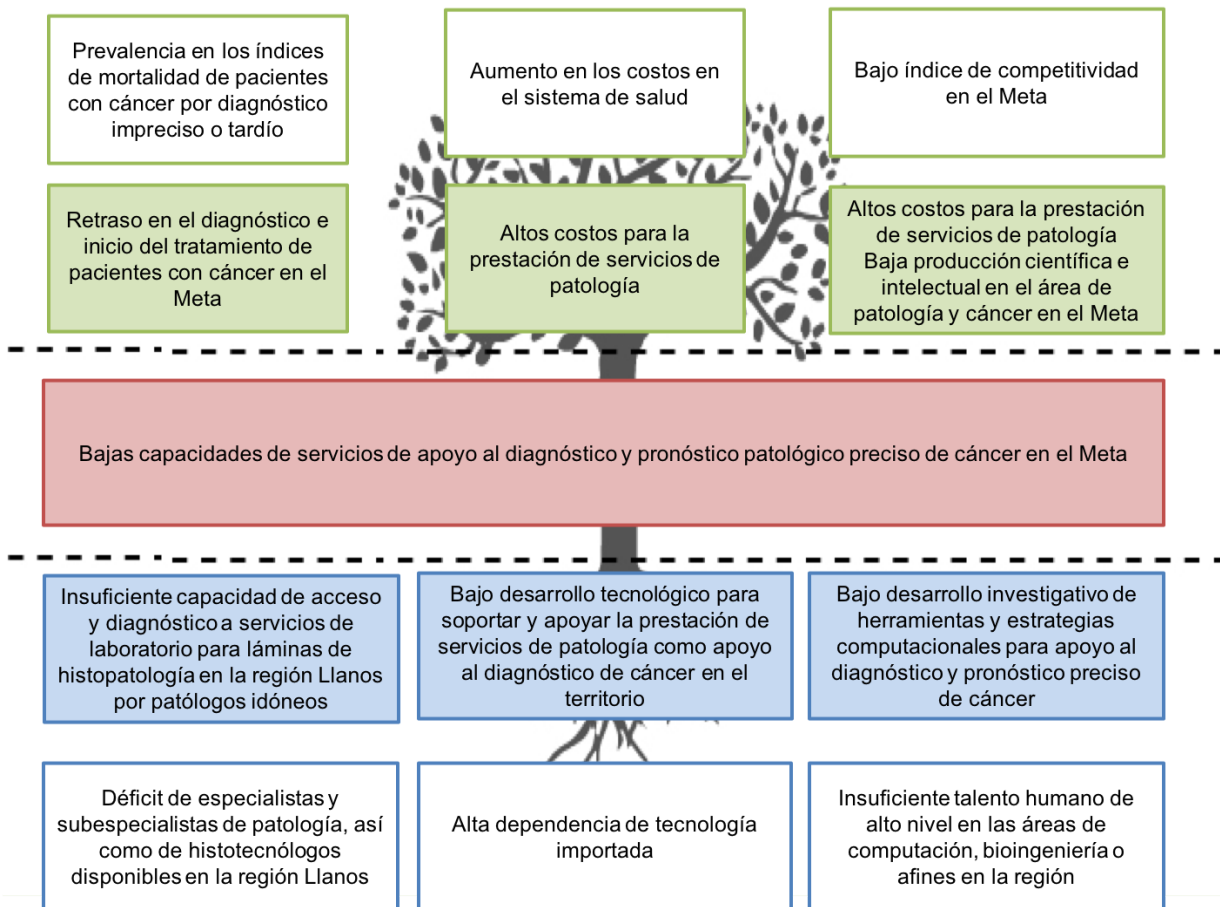 Prevalencia en los índices
de mortalidad de pacientes
con cáncer por diagnóstico
impreciso o tardío
Aumento en los costos en
el sistema de salud
Bajo índice de competitividad
en el Meta
Retraso en el diagnóstico e
inicio del tratamiento de
pacientes con cáncer en el
Meta
Altos costos para la
prestación de servicios de
patología
Altos costos para la prestación
de servicios de patología
Baja producción científica e
intelectual en el área de
patología y cáncer en el Meta
Bajas capacidades de servicios de apoyo al diagnóstico y pronóstico patológico preciso de cáncer en el Meta
Insuficiente capacidad de acceso
y diagnóstico a servicios de
laboratorio para láminas de
histopatología en la región Llanos
por patólogos idóneos
Bajo desarrollo tecnológico para
soportar y apoyar la prestación de
servicios de patología como apoyo
al diagnóstico de cáncer en el
territorio
Bajo desarrollo investigativo de
herramientas y estrategias
computacionales para apoyo al
diagnóstico y pronóstico preciso
de cáncer
Déficit de especialistas y
subespecialistas de patología, así
como de histotecnólogos
disponibles en la región Llanos
Alta dependencia de tecnología
importada
Insuficiente talento humano de
alto nivel en las áreas de
computación, bioingeniería o
afines en la región